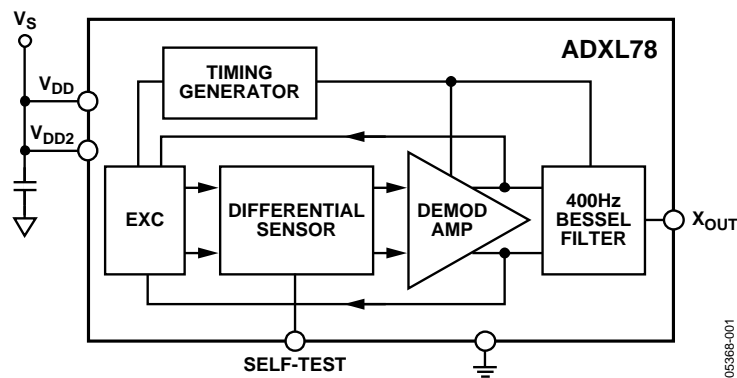 VS
ADXL78
TIMING
GENERATOR
VDD
VDD2
EXC
DIFFERENTIAL
SENSOR
DEMOD
AMP
400Hz
BESSEL
FILTER
XOUT
SELF-TEST
05368-001